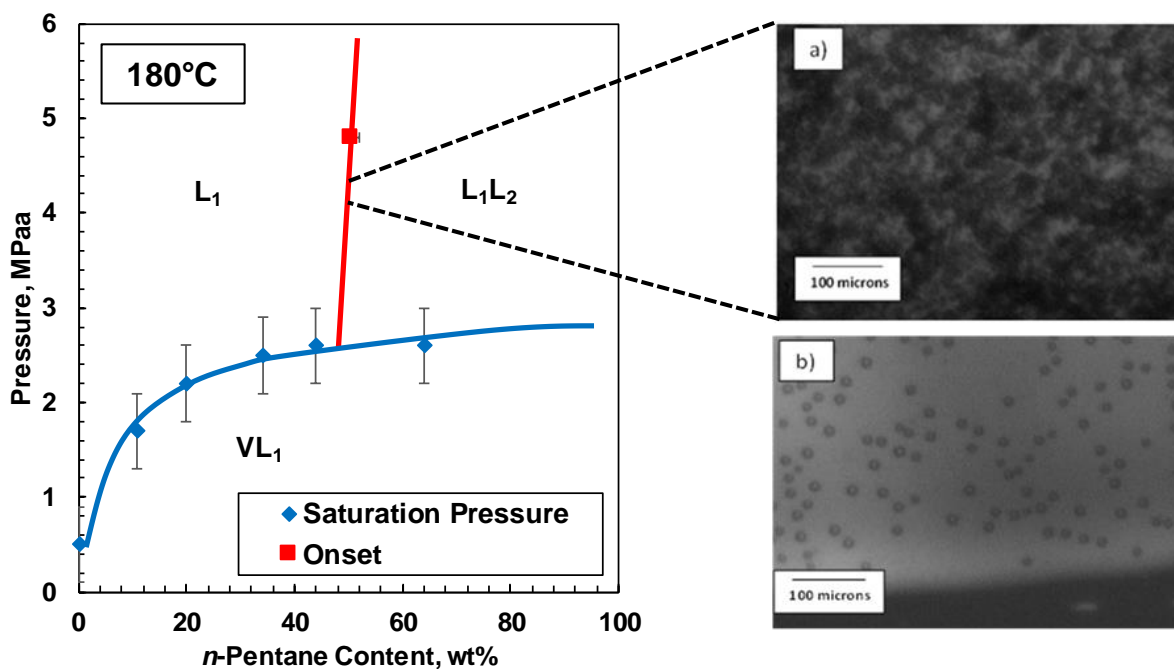 180°C
L₁
L₁L₂
VL₁
Saturation Pressure
Onset
Pressure, MPaa
0
1
2
3
4
5
6
0
20
40
60
80
100
n-Pentane Content, wt%
a)
100 microns
b)
100 microns